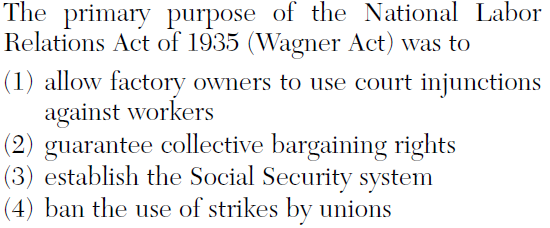 The primary purpose of the National Labor
Relations Act of 1935 (Wagner Act) was to
(1) allow factory owners to use court injunctions
against workers
(2) guarantee collective bargaining rights
(3) establish the Social Security system
(4) ban the use of strikes by unions